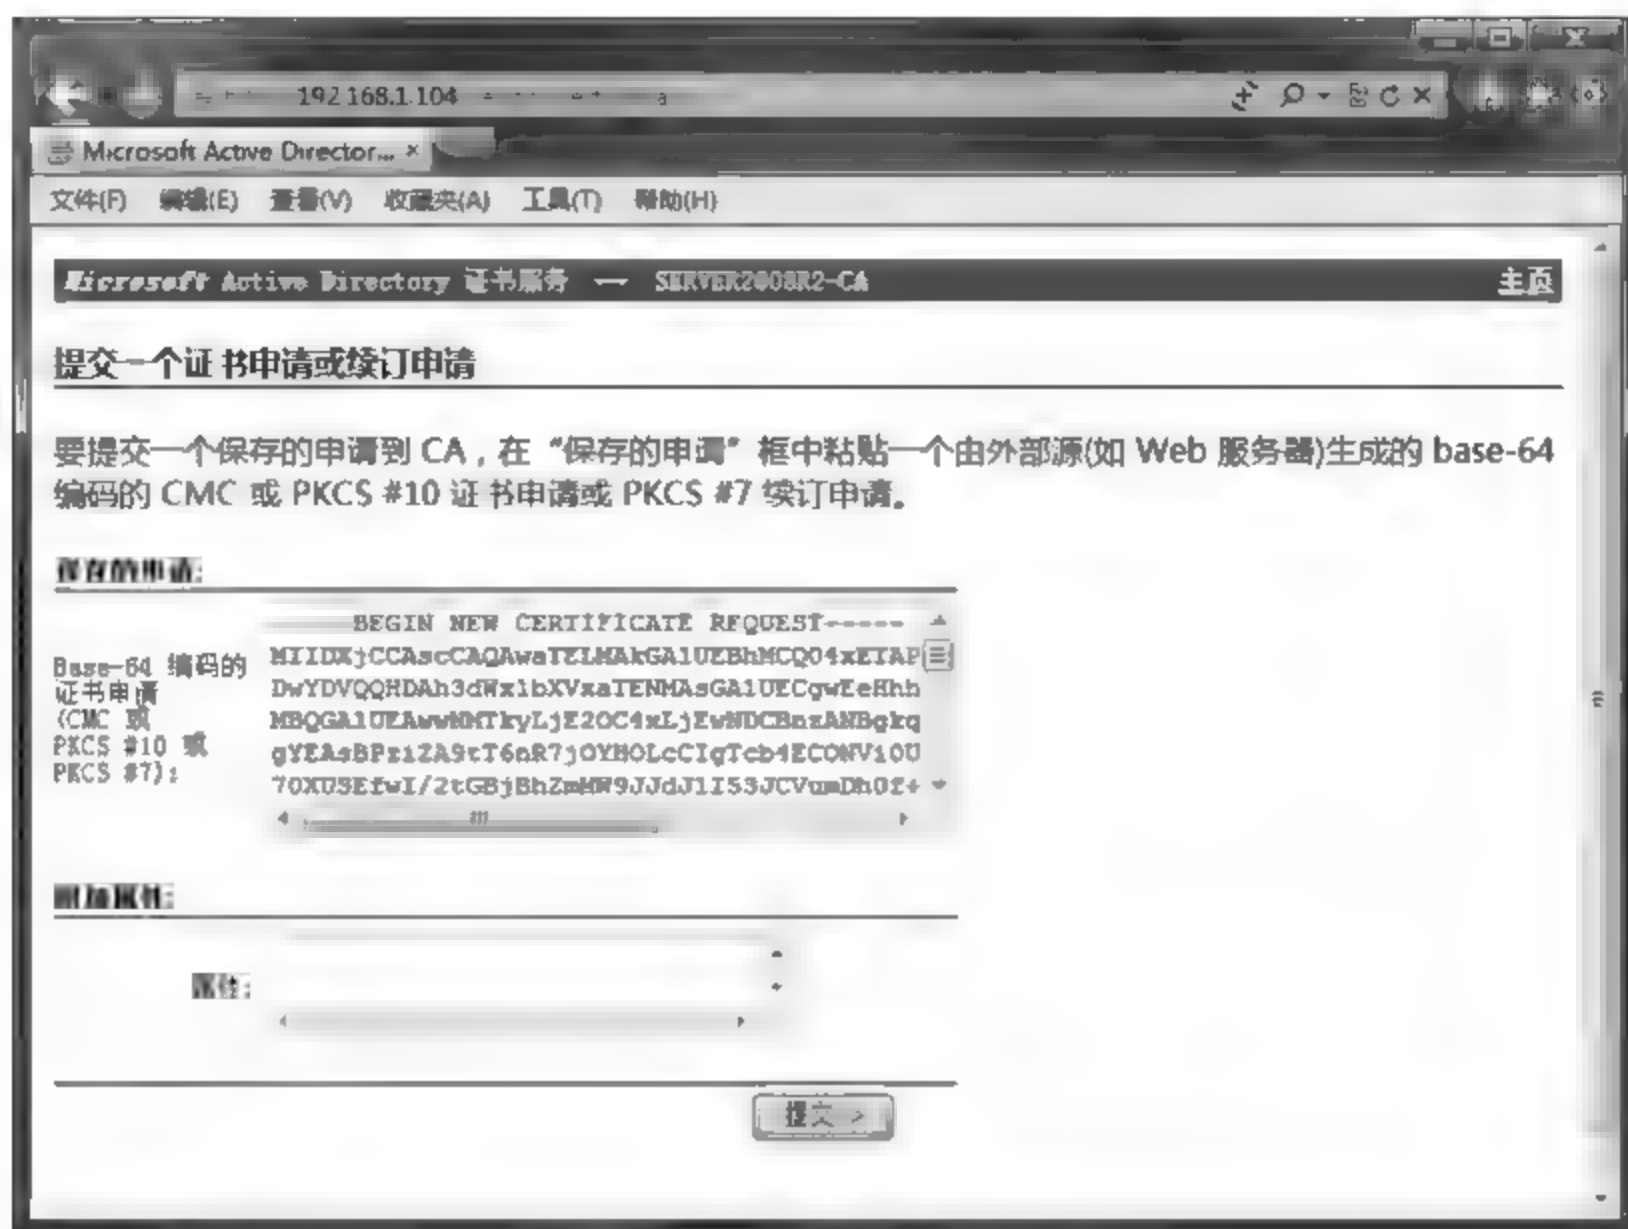 192.168.1.104
Microsoft Active Director... ×
文件(F) 编辑(E) 查看(V) 收藏夹(A) 工具(T) 帮助(H)
Microsoft Active Directory 证书服务 — SERVER2008R2-CA 主页
提交一个证书申请或续订申请
要提交一个保存的申请到 CA，在“保存的申请”框中粘贴一个由外部源(如 Web 服务器)生成的 base-64
编码的 CMC 或 PKCS #10 证书申请或 PKCS #7 续订申请。
保存的申请:
Base-64 编码的
证书申请
(CMC 或
PKCS #10 或
PKCS #7):
-----BEGIN NEW CERTIFICATE REQUEST-----
MIIDXjCCAscCAQAwaTELMAkGA1UEBhMCQ04xETAP
附加属性:
属性:
提交 >